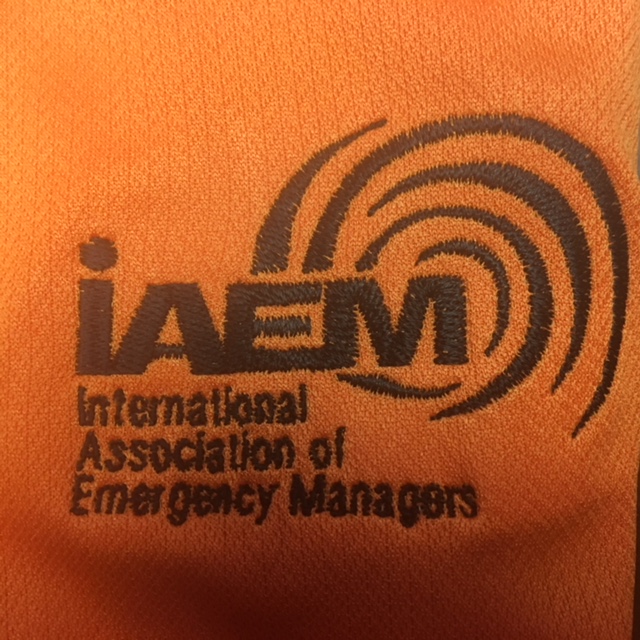 iAEM
International
Association of
Emergency Managers